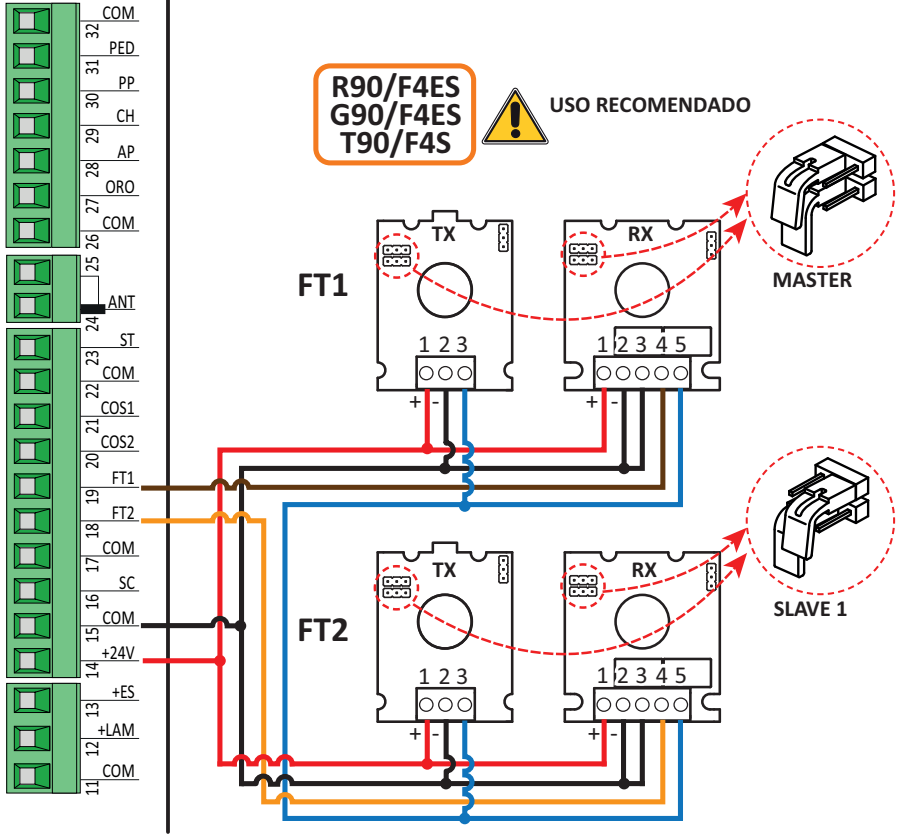 COM
32
PED
31
PP
30
CH
29
AP
28
ORO
27
COM
26
25
ANT
24
ST
23
COM
22
COS1
21
COS2
20
FT1
19
FT2
18
COM
17
SC
16
COM
15
+24V
14
+ES
13
+LAM
12
COM
11
R90/F4ES
G90/F4ES
T90/F4S
USO RECOMENDADO
MASTER
FT1
TX
1 2 3
+ -
RX
1 2 3 4 5
+ -
SLAVE 1
FT2
TX
1 2 3
+ -
RX
1 2 3 4 5
+ -